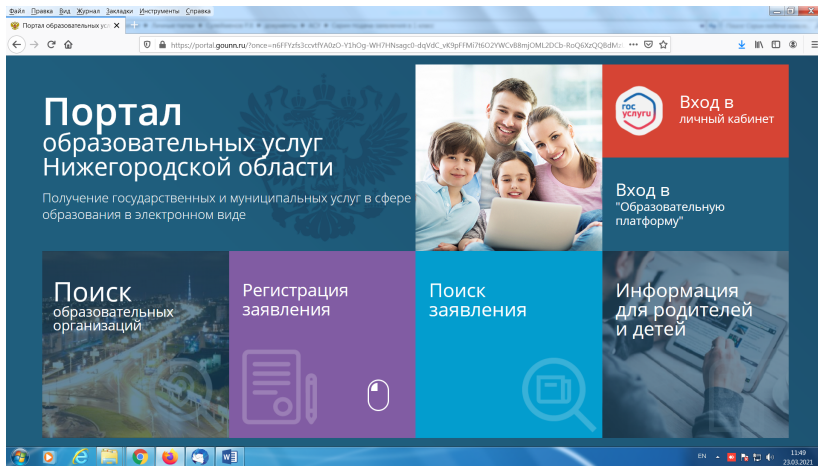 Файл Правка Вид Журнал Закладки Инструменты Справка
Портал образовательных усл
https://portal.gounn.ru/?once=
Портал
образовательных услуг
Нижегородской области
Получение государственных и муниципальных услуг в сфере
образования в электронном виде
гос
услуги
Вход в
личный кабинет
Вход в
"Образовательную
платформу"
Поиск
образовательных
организаций
Регистрация
заявления
Поиск
заявления
Информация
для родителей
и детей
EN
11:49
23.03.2021